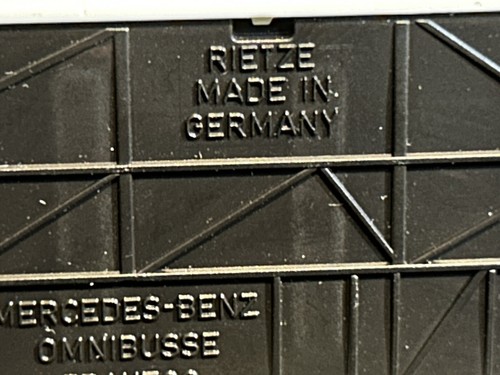 RIETZE
MADE IN
GERMANY
MERCEDES-BENZ
OMNIBUSSE